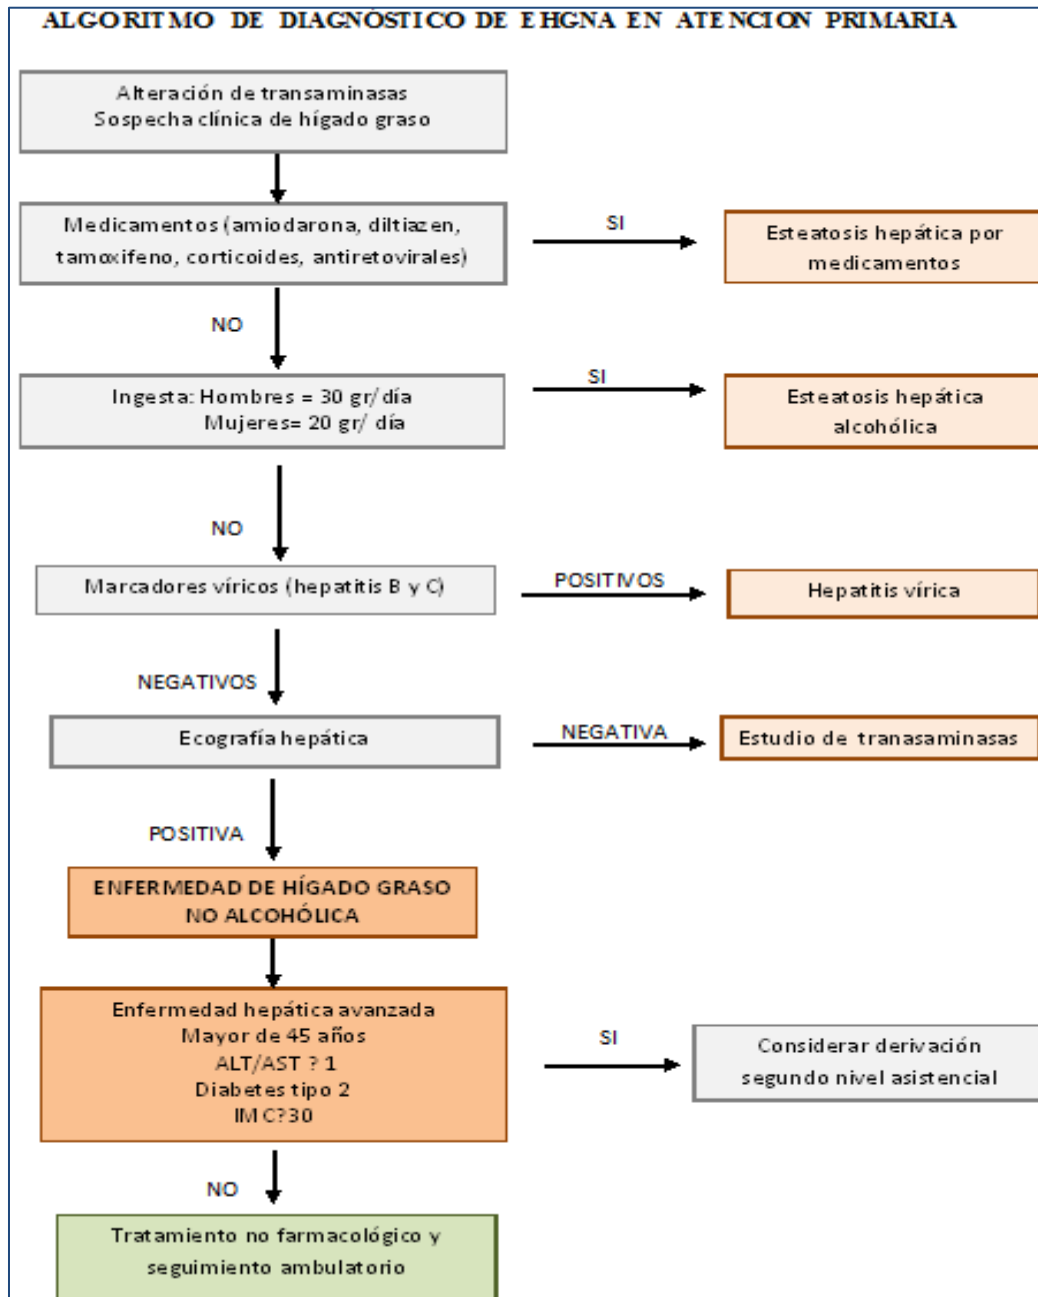 ALGORITMO DE DIAGNÓSTICO DE EHGNA EN ATENCION PRIMARIA
Alteración de transaminasas
Sospecha clínica de hígado graso
Medicamentos (amiodarona, diltiazen,
tamoxifeno, corticoides, antiretovirales)
SI
Esteatosis hepática por
medicamentos
NO
Ingesta: Hombres = 30 gr/día
Mujeres= 20 gr/ día
SI
Esteatosis hepática
alcohólica
NO
Marcadores víricos (hepatitis B y C)
POSITIVOS
Hepatitis vírica
NEGATIVOS
Ecografía hepática
NEGATIVA
Estudio de tranasaminasas
POSITIVA
ENFERMEDAD DE HÍGADO GRASO
NO ALCOHÓLICA
Enfermedad hepática avanzada
Mayor de 45 años
ALT/AST ? 1
Diabetes tipo 2
IMC?30
SI
Considerar derivación
segundo nivel asistencial
NO
Tratamiento no farmacológico y
seguimiento ambulatorio